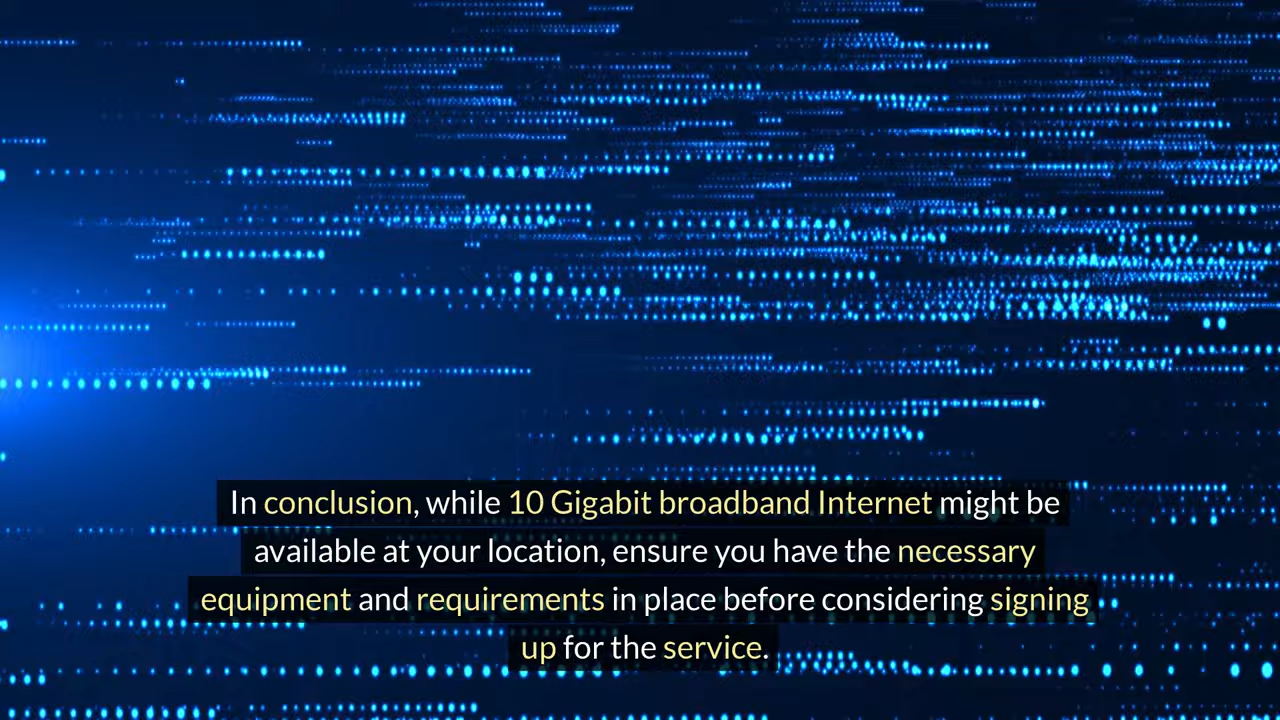 In conclusion, while 10 Gigabit broadband Internet might be
available at your location, ensure you have the necessary
equipment and requirements in place before considering signing
up for the service.